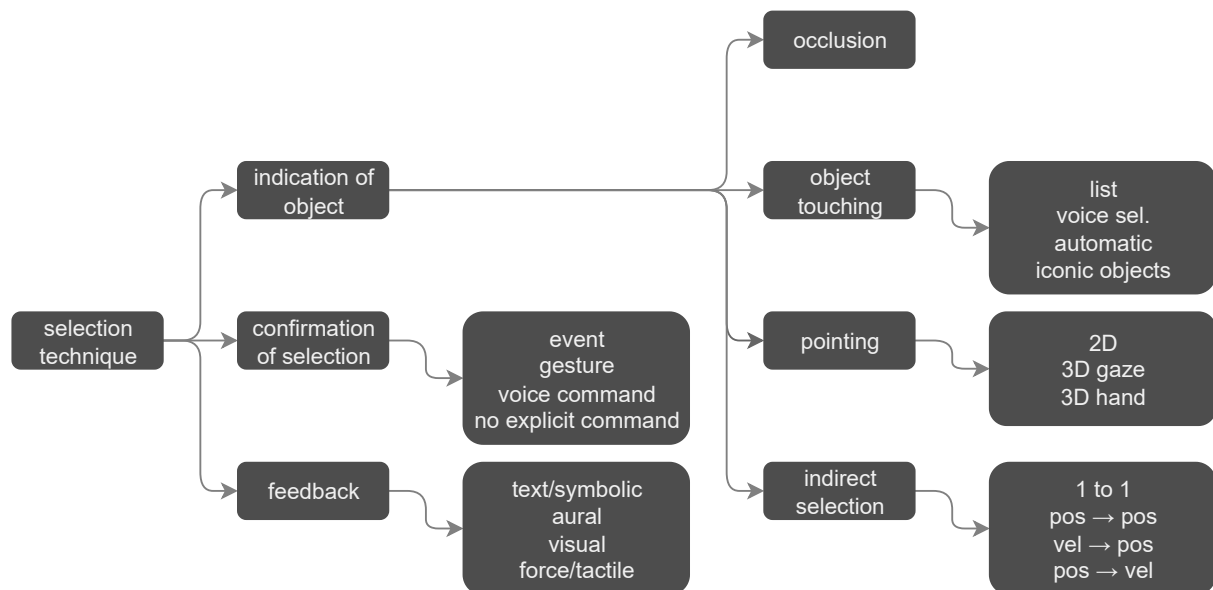 occlusion
indication of
object
object
touching
list
voice sel.
automatic
iconic objects
selection
technique
confirmation
of selection
event
gesture
voice command
no explicit command
pointing
2D
3D gaze
3D hand
feedback
text/symbolic
aural
visual
force/tactile
indirect
selection
1 to 1
pos → pos
vel → pos
pos → vel